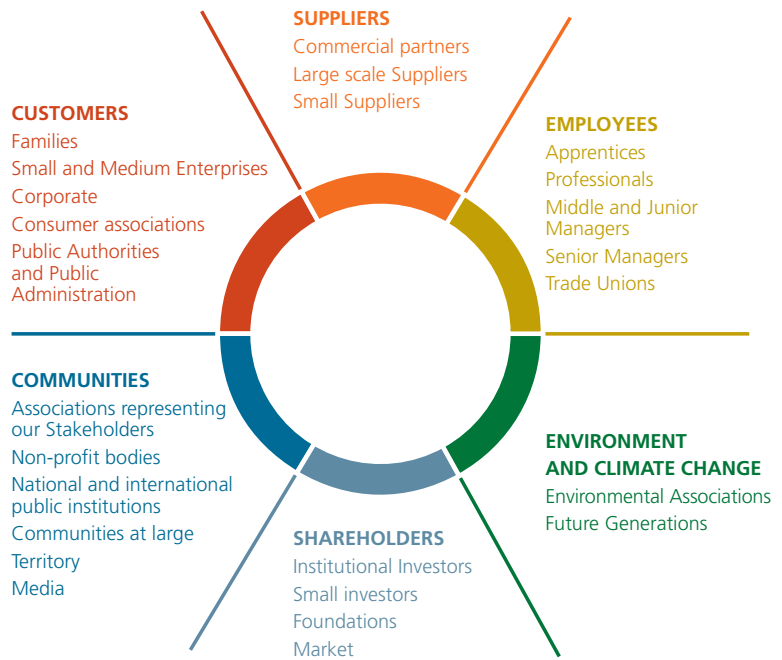 SUPPLIERS
Commercial partners
Large scale Suppliers
Small Suppliers
CUSTOMERS
Families
Small and Medium Enterprises
Corporate
Consumer associations
Public Authorities
and Public
Administration
EMPLOYEES
Apprentices
Professionals
Middle and Junior
Managers
Senior Managers
Trade Unions
COMMUNITIES
Associations representing
our Stakeholders
Non-profit bodies
National and international
public institutions
Communities at large
Territory
Media
ENVIRONMENT
AND CLIMATE CHANGE
Environmental Associations
Future Generations
SHAREHOLDERS
Institutional Investors
Small investors
Foundations
Market